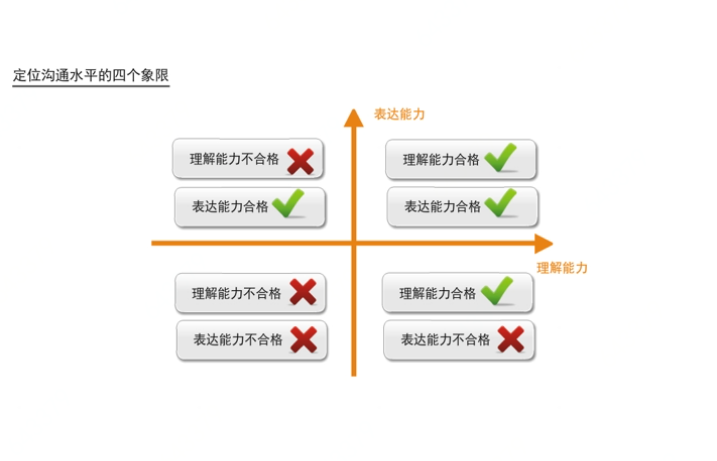 定位沟通水平的四个象限
表达能力
理解能力不合格
理解能力合格
表达能力合格
表达能力合格
理解能力
理解能力不合格
理解能力合格
表达能力不合格
表达能力不合格